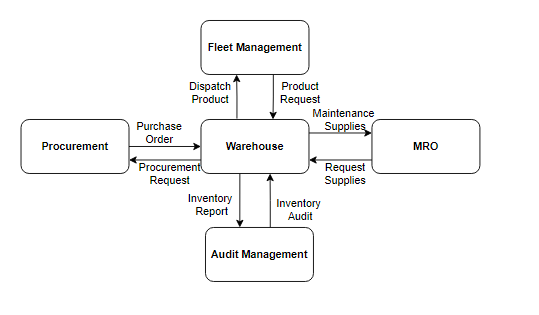 Fleet Management
Dispatch
Product
Product
Request
Maintenance
Supplies
Purchase
Order
Procurement
Warehouse
MRO
Procurement
Request
Request
Supplies
Inventory
Report
Inventory
Audit
Audit Management